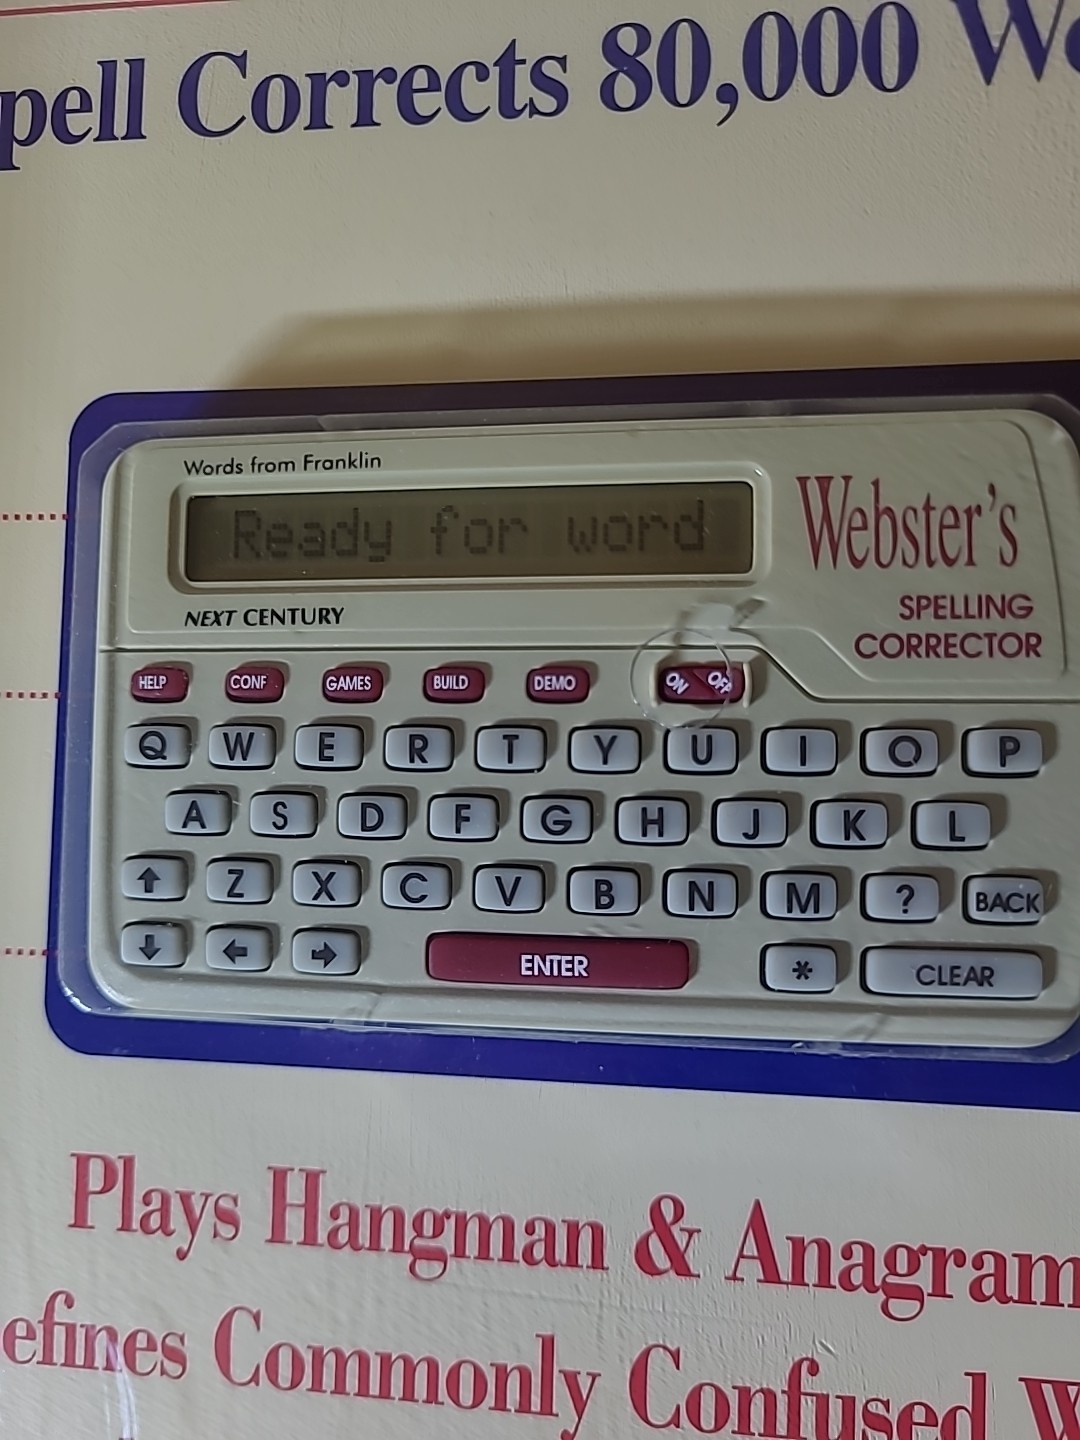 pell Corrects 80,000 Wo
Words from Franklin
Ready for word
Webster's
NEXT CENTURY
SPELLING
CORRECTOR
HELP CONF GAMES BUILD DEMO ON OFF
Q W E R T Y U I O P
A S D F G H J K L
↑ Z X C V B N M ? BACK
↓ ← → ENTER * CLEAR
Plays Hangman & Anagram
efines Commonly Confused W